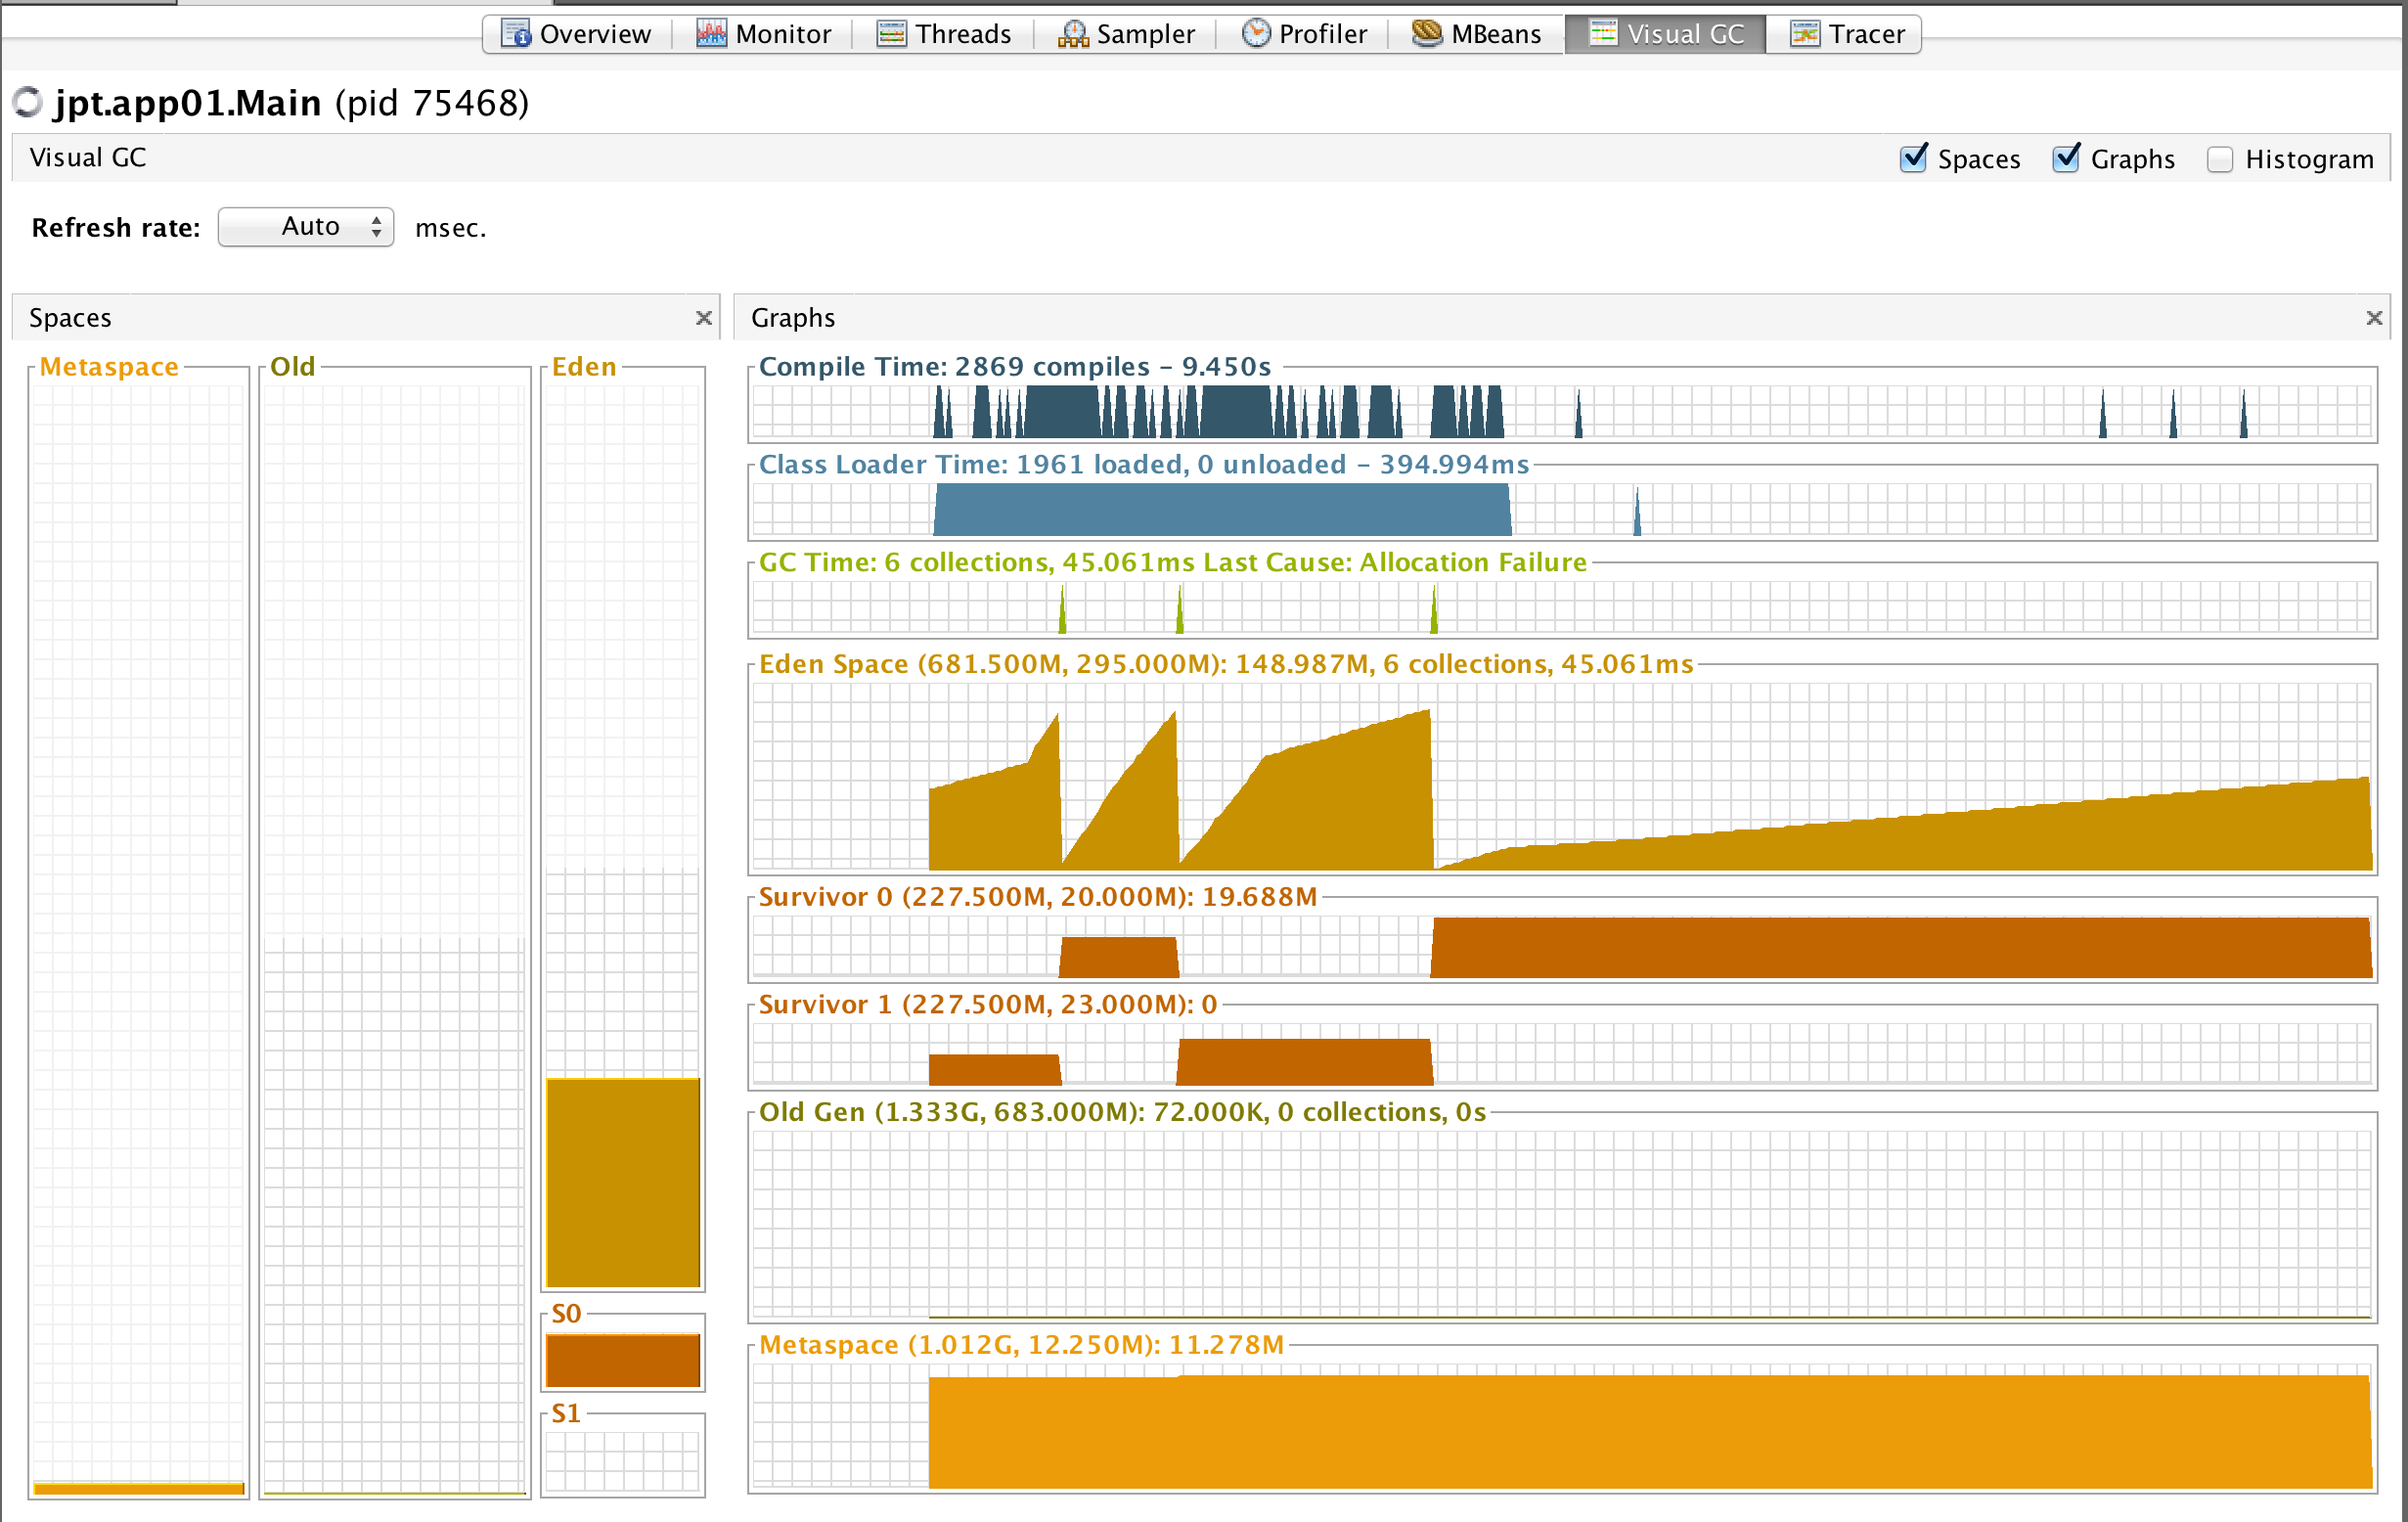 Overview Monitor Threads Sampler Profiler MBeans Visual GC Tracer
jpt.app01.Main (pid 75468)
Visual GC Spaces Graphs Histogram
Refresh rate: Auto msec.
Spaces
Metaspace Old Eden
S0
S1
Graphs
Compile Time: 2869 compiles – 9.450s
Class Loader Time: 1961 loaded, 0 unloaded – 394.994ms
GC Time: 6 collections, 45.061ms Last Cause: Allocation Failure
Eden Space (681.500M, 295.000M): 148.987M, 6 collections, 45.061ms
Survivor 0 (227.500M, 20.000M): 19.688M
Survivor 1 (227.500M, 23.000M): 0
Old Gen (1.333G, 683.000M): 72.000K, 0 collections, 0s
Metaspace (1.012G, 12.250M): 11.278M